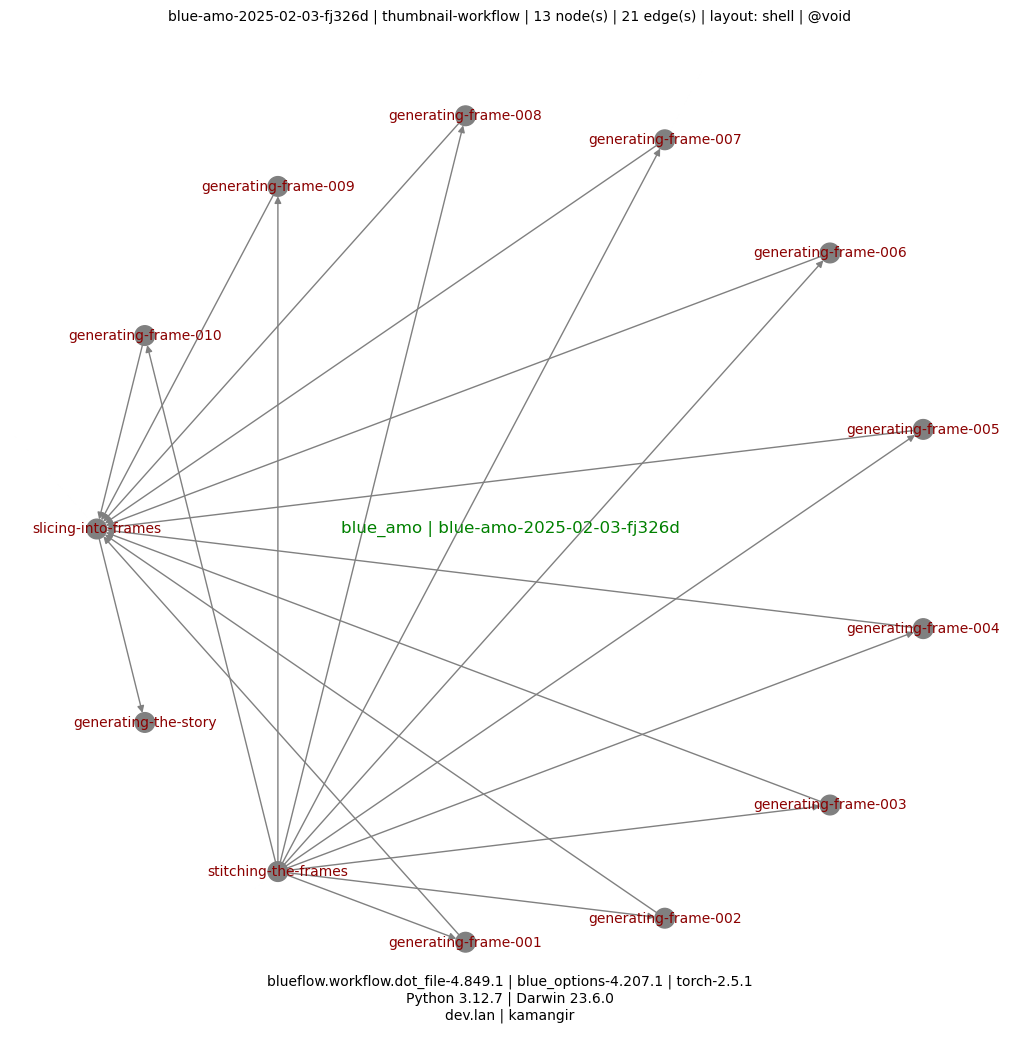 blue-amo-2025-02-03-fj326d | thumbnail-workflow | 13 node(s) | 21 edge(s) | layout: shell | @void
generating-frame-008
generating-frame-007
generating-frame-009
generating-frame-006
generating-frame-010
generating-frame-005
slicing-into-frames
blue_amo | blue-amo-2025-02-03-fj326d
generating-frame-004
generating-the-story
generating-frame-003
stitching-the-frames
generating-frame-002
generating-frame-001
blueflow.workflow.dot_file-4.849.1 | blue_options-4.207.1 | torch-2.5.1
Python 3.12.7 | Darwin 23.6.0
dev.lan | kamangir